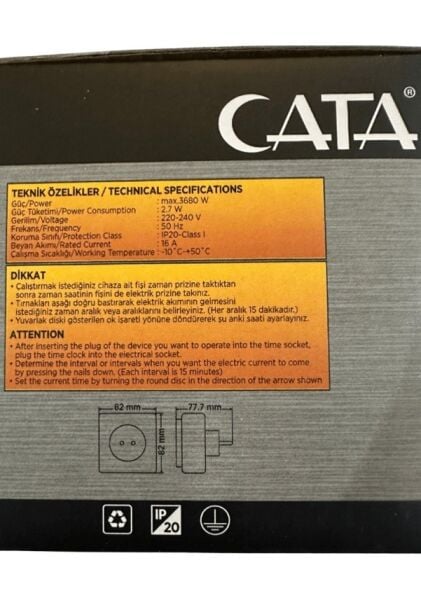 CATA®
TEKNİK ÖZELİKLER / TECHNICAL SPECIFICATIONS
Güç/Power : max.3680 W
Güç Tüketimi/Power Consumption : 2.7 W
Gerilim/Voltage : 220-240 V
Frekans/Frequency : 50 Hz
Koruma Sınıfı/Protection Class : IP20-Class I
Beyan Akımı/Rated Current : 16 A
Çalışma Sıcaklığı/Working Temperature : -10˚C~+50˚C
DİKKAT
• Çalıştırmak istediğiniz cihaza ait fişi zaman prizine taktıktan
sonra zaman saatinin fişini de elektrik prizine takınız.
• Tırnakları aşağı doğru bastırarak elektrik akımının gelmesini
istediğiniz zaman aralık veya aralıklarını belirleyiniz. (Her aralık 15 dakikadır.)
• Yuvarlak diski gösterilen ok işareti yönüne döndürerek şu anki saati ayarlayınız.
ATTENTION
• After inserting the plug of the device you want to operate into the time socket,
plug the time clock into the electrical socket.
• Determine the interval or intervals when you want the electric current to come
by pressing the nails down. (Each interval is 15 minutes)
• Set the current time by turning the round disc in the direction of the arrow shown
62 mm
77.7 mm
82 mm
IP
20